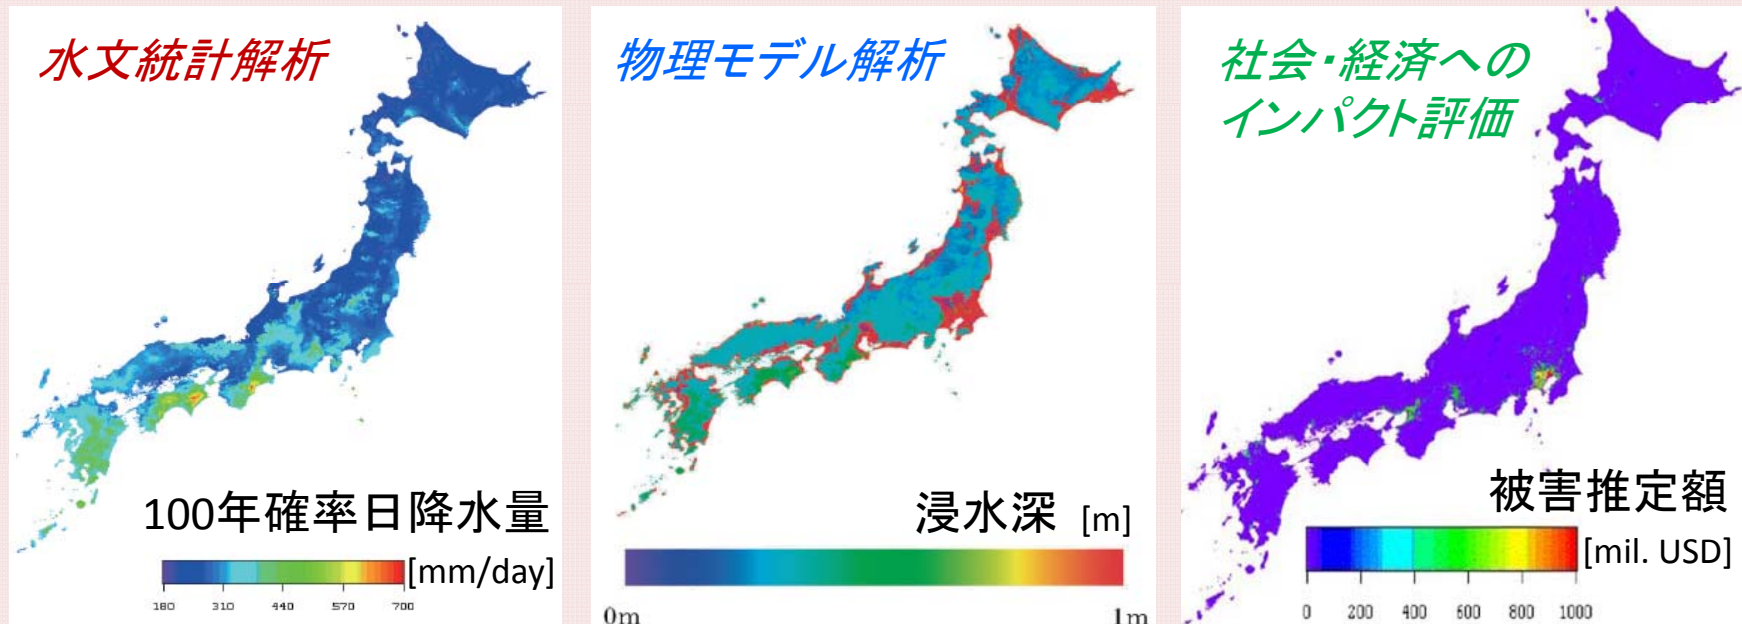 水文統計解析
100年確率日降水量
[mm/day]
180 310 440 570 700
物理モデル解析
浸水深 [m]
0m 1m
社会・経済への
インパクト評価
被害推定額
[mil. USD]
0 200 400 600 800 1000